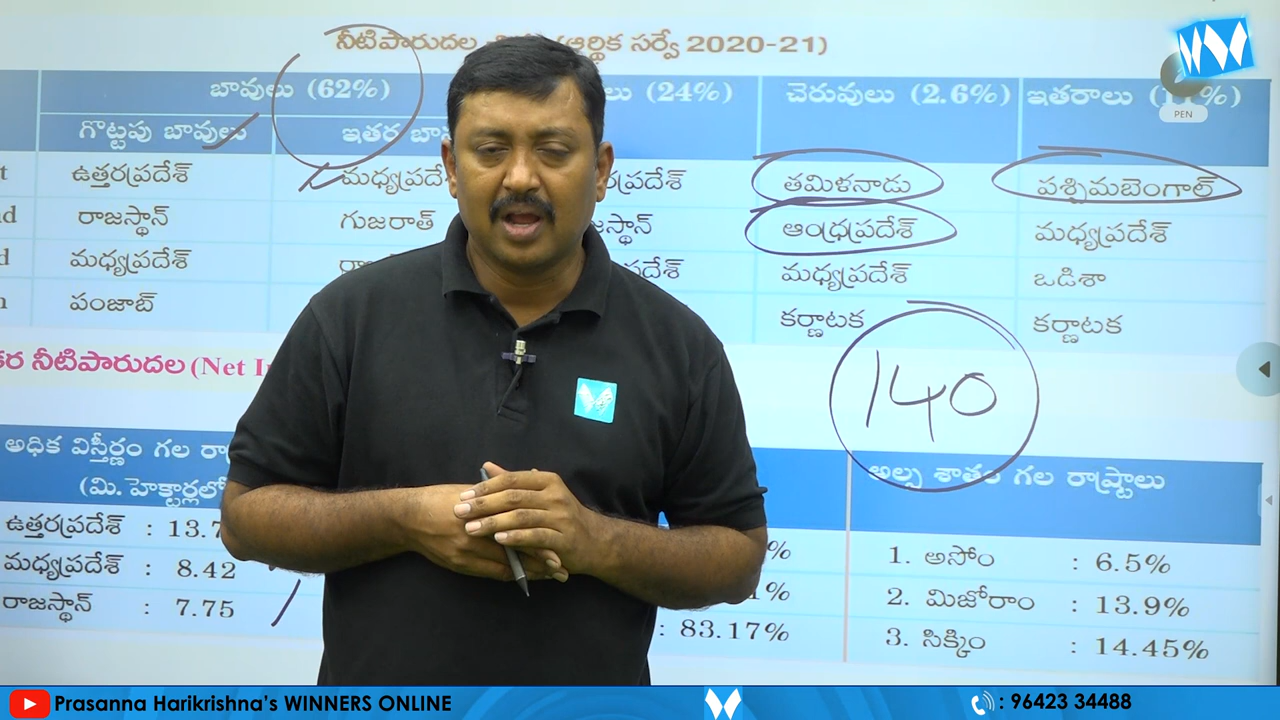 నీటిపారుదల (ఆర్థిక సర్వే 2020-21)
బావులు (62%) లు (24%) చెరువులు (2.6%) ఇతరాలు
గొట్టపు బావులు ఇతర
PEN
ఉత్తరప్రదేశ్ మధ్యప్రదే తమిళనాడు పశ్చిమబెంగాల్
రాజస్థాన్ గుజరాత్ ఆంధ్రప్రదేశ్ మధ్యప్రదేశ్
మధ్యప్రదేశ్ మధ్యప్రదేశ్ ఒడిశా
పంజాబ్ కర్ణాటక కర్ణాటక
నీటిపారుదల (Net
140
అధిక విస్తీర్ణం గల అల్ప శాతం గల రాష్ట్రాలు
(మి. హెక్టార్లలో
ఉత్తరప్రదేశ్ : 13.7 % 1. అసోం : 6.5%
మధ్యప్రదేశ్ : 8.42 1% 2. మిజోరాం : 13.9%
రాజస్థాన్ : 7.75 : 83.17% 3. సిక్కిం : 14.45%
Prasanna Harikrishna's WINNERS ONLINE : 96423 34488